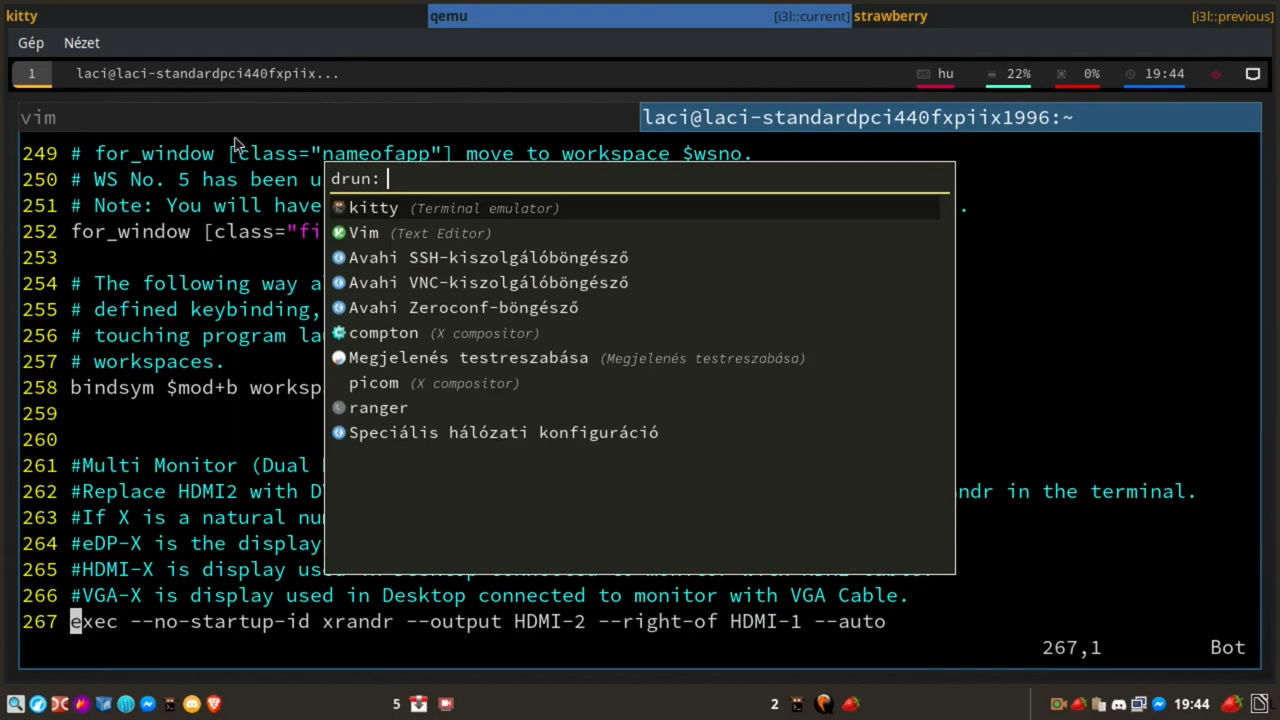 kitty
qemu [i3l::current]
strawberry [i3l::previous]
Gép Nézet
1 laci@laci-standardpci440fxpiix... hu 22% 0% 19:44
vim
laci@laci-standardpci440fxpiix1996:~
249 # for_window [class="nameofapp"] move to workspace $wsno.
250 # WS No. 5 has been u
251 # Note: You will have .
252 for_window [class="fi
253
254 # The following way a
255 # defined keybinding,
256 # touching program la
257 # workspaces.
258 bindsym $mod+b worksp
259
260
261 #Multi Monitor (Dual
262 #Replace HDMI2 with D ndr in the terminal.
263 #If X is a natural nu
264 #eDP-X is the display
265 #HDMI-X is display
266 #VGA-X is display used in Desktop connected to monitor with VGA Cable.
267 exec --no-startup-id xrandr --output HDMI-2 --right-of HDMI-1 --auto
267,1 Bot
drun:
kitty (Terminal emulator)
Vim (Text Editor)
Avahi SSH-kiszolgálóböngésző
Avahi VNC-kiszolgálóböngésző
Avahi Zeroconf-böngésző
compton (X compositor)
Megjelenés testreszabása (Megjelenés testreszabása)
picom (X compositor)
ranger
Speciális hálózati konfiguráció
5 2 19:44